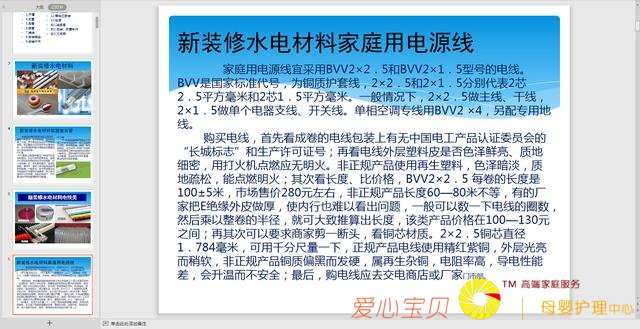 大纲
幻灯片
3
新装修水电材料
4
5
新装修水电材料电线类
6
新装修水电材料家庭用电源线
家庭用电源线宜采用BVV2×2．5和BVV2×1．5型号的电线。
BVV是国家标准代号，为铜质护套线，2×2．5和2×1．5分别代表2芯
2．5平方毫米和2芯1．5平方毫米。一般情况下，2×2．5做主线、干线，
2×1．5做单个电器支线、开关线。单相空调专线用BVV2 ×4，另配专用地
线。
购买电线，首先看成卷的电线包装上有无中国电工产品认证委员会的
“长城标志”和生产许可证号；再看电线外层塑料皮是否色泽鲜亮、质地
细密，用打火机点燃应无明火。非正规产品使用再生塑料，色泽暗淡，质
地疏松，能点燃明火；其次看长度、比价格，BVV2×2．5 每卷的长度是
100±5米，市场售价280元左右，非正规产品长度60—80米不等，有的厂
家把E绝缘外皮做厚，使内行也难以看出问题，一般可以数一下电线的圈数，
然后乘以整卷的半径，就可大致推算出长度，该类产品价格在100—130元
之间；再其次可以要求商家剪一断头，看铜芯材质。2×2．5铜芯直径
1．784毫米，可用千分尺量一下，正规产品电线使用精红紫铜，外层光亮
而稍软，非正规产品铜质偏黑而发硬，属再生杂铜，电阻率高，导电性能
差，会升温而不安全；最后，购电线应去交电商店或厂家门市部。
TM 高端家庭服务
爱心宝贝
母婴护理中心
单击此处添加备注